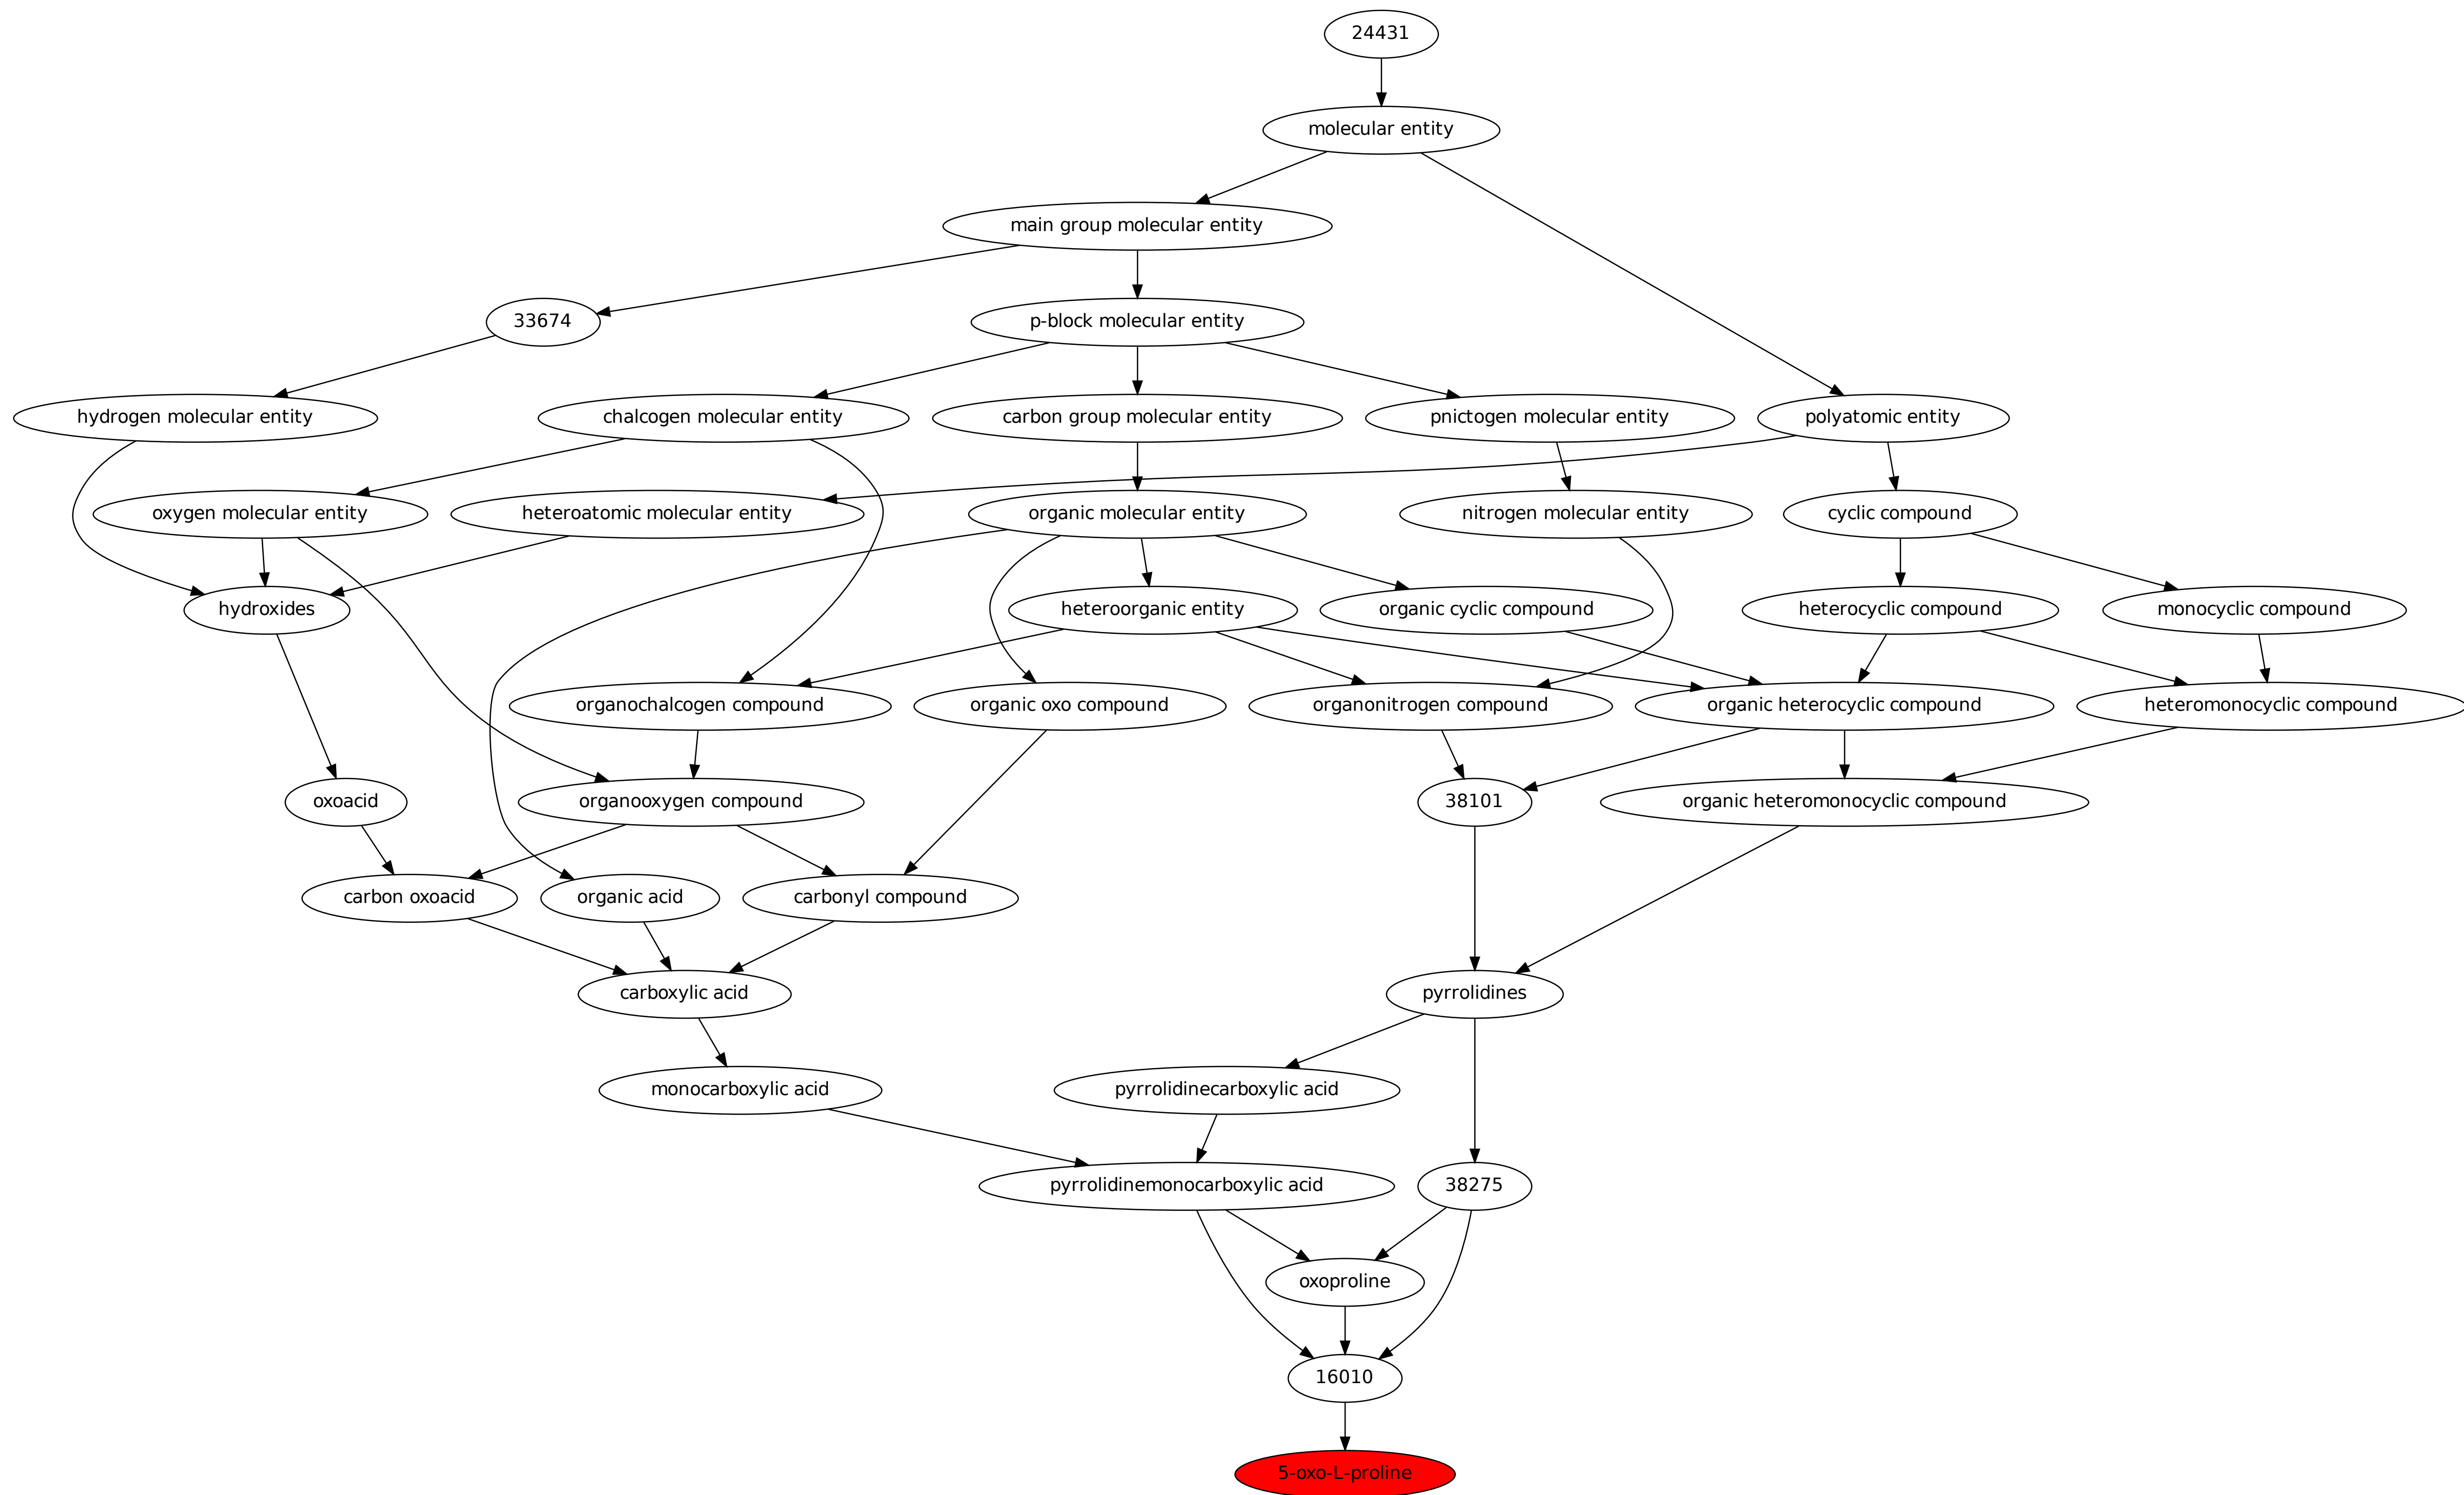 24431
molecular entity
main group molecular entity
33674
p-block molecular entity
hydrogen molecular entity
chalcogen molecular entity
carbon group molecular entity
pnictogen molecular entity
polyatomic entity
oxygen molecular entity
heteroatomic molecular entity
organic molecular entity
nitrogen molecular entity
cyclic compound
hydroxides
heteroorganic entity
organic cyclic compound
heterocyclic compound
monocyclic compound
organochalcogen compound
organic oxo compound
organonitrogen compound
organic heterocyclic compound
heteromonocyclic compound
oxoacid
organooxygen compound
38101
organic heteromonocyclic compound
carbon oxoacid
organic acid
carbonyl compound
carboxylic acid
pyrrolidines
monocarboxylic acid
pyrrolidinecarboxylic acid
pyrrolidinemonocarboxylic acid
38275
oxoproline
16010
5-oxo-L-proline